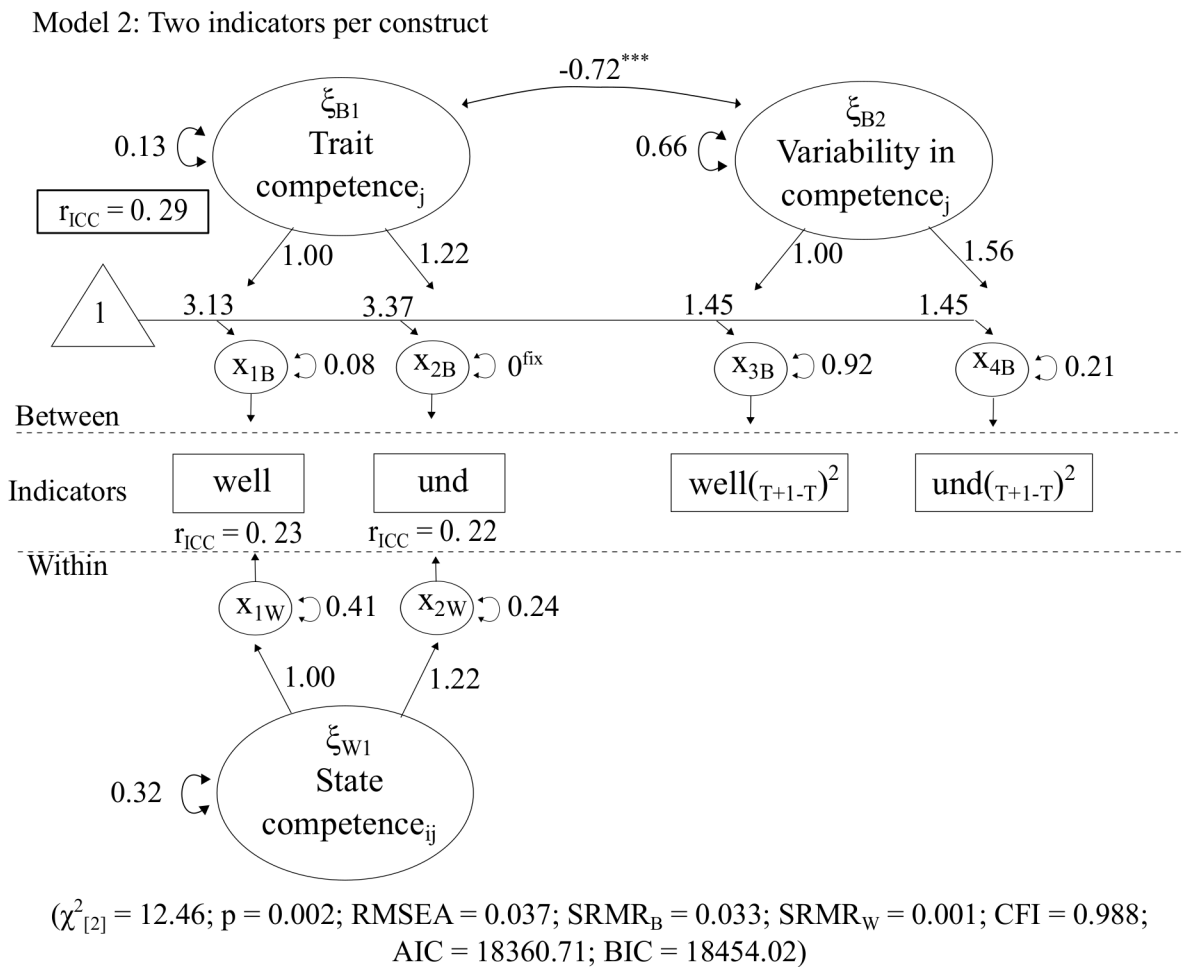 Model 2: Two indicators per construct
-0.72***
ξB1
Trait
competencej
0.13
ξB2
Variability in
competencej
0.66
rICC = 0. 29
1.00
1.22
1.00
1.56
1
3.13
3.37
1.45
1.45
x1B
0.08
x2B
0fix
x3B
0.92
x4B
0.21
Between
Indicators
well
und
well(T+1-T)2
und(T+1-T)2
rICC = 0. 23
rICC = 0. 22
Within
x1W
0.41
x2W
0.24
1.00
1.22
ξW1
State
competenceij
0.32
(χ2[2] = 12.46; p = 0.002; RMSEA = 0.037; SRMRB = 0.033; SRMRW = 0.001; CFI = 0.988;
AIC = 18360.71; BIC = 18454.02)